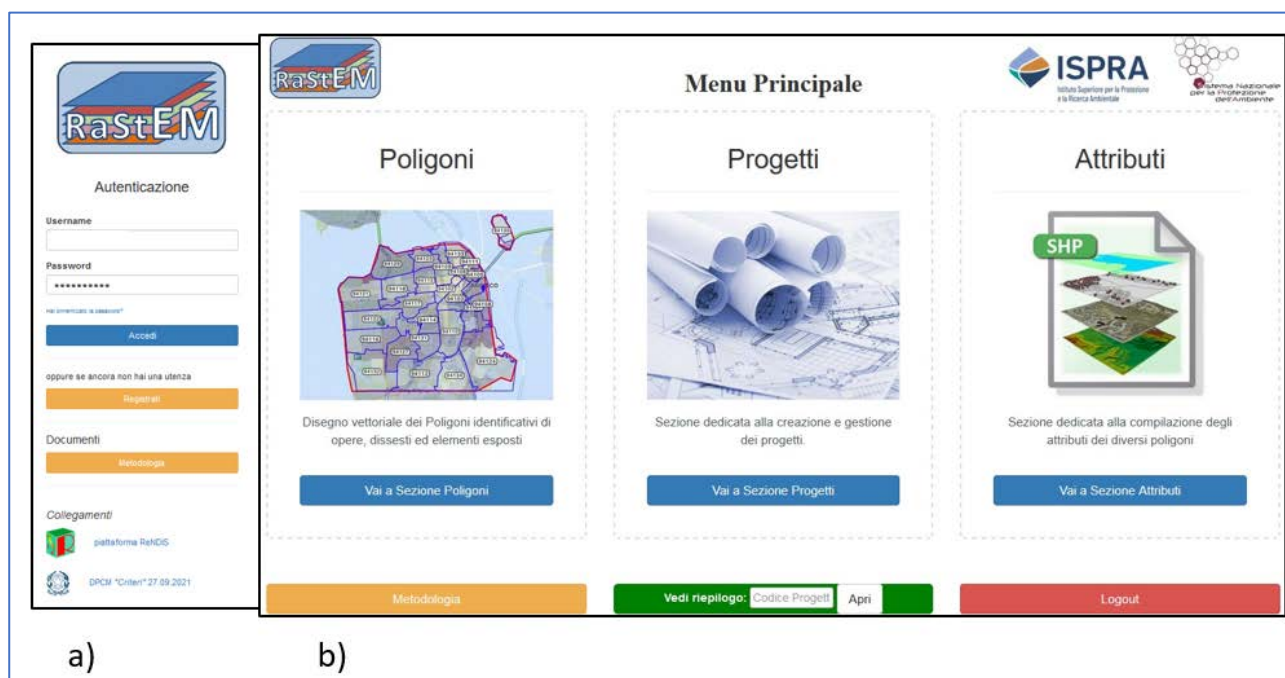 RaStEM
Autenticazione
Username
Password
**********
Hai dimenticato la password?
Accedi
oppure se ancora non hai una utenza
Registrati
Documenti
Metodologia
Collegamenti
piattaforma ReNDiS
DPCM "Criteri" 27.09.2021
a)
RaStEM
Menu Principale
ISPRA
Istituto Superiore per la Protezione
e la Ricerca Ambientale
Sistema Nazionale
per la Protezione
dell'Ambiente
Poligoni
Disegno vettoriale dei Poligoni identificativi di
opere, dissesti ed elementi esposti
Vai a Sezione Poligoni
Progetti
Sezione dedicata alla creazione e gestione
dei progetti.
Vai a Sezione Progetti
Attributi
SHP
Sezione dedicata alla compilazione degli
attributi dei diversi poligoni
Vai a Sezione Attributi
Metodologia
Vedi riepilogo: Codice Progett Apri
Logout
b)